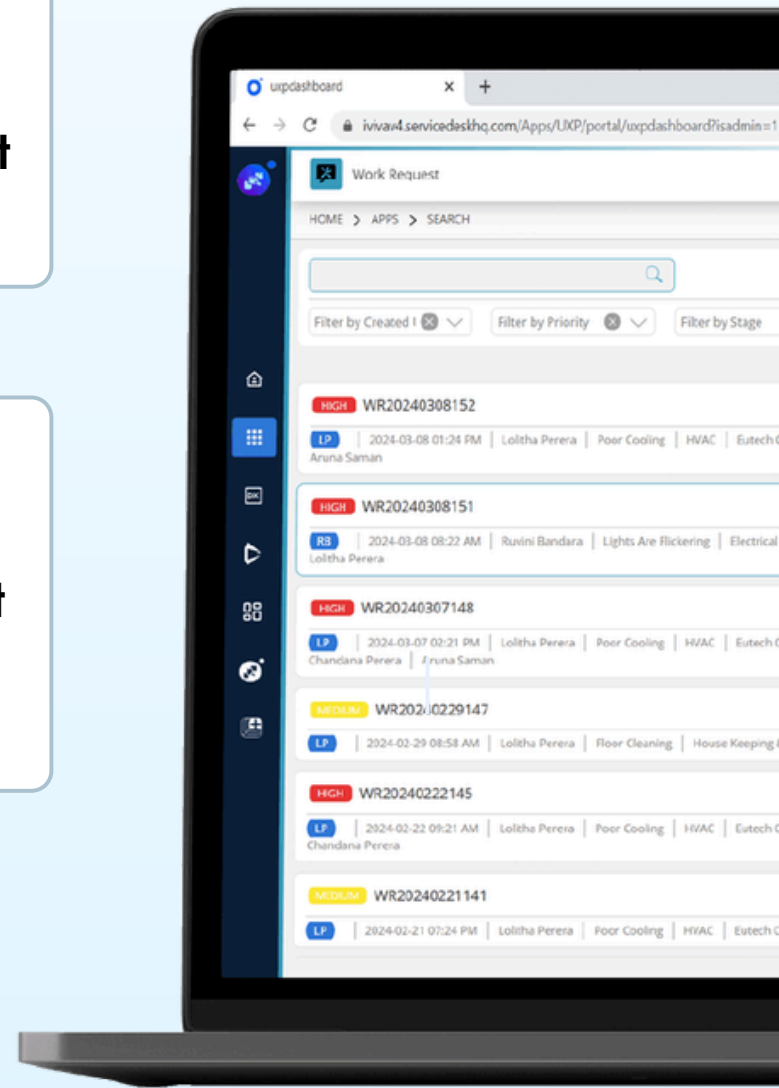 t
t
uxpdashboard
ivivav4.servicedeskhq.com/Apps/UXP/portal/uxpdashboard?isadmin=1
Work Request
HOME > APPS > SEARCH
Filter by Created
Filter by Priority
Filter by Stage
HIGH WR20240308152
LP | 2024-03-08 01:24 PM | Lolitha Perera | Poor Cooling | HVAC | Eutech
Aruna Saman
HIGH WR20240308151
RB | 2024-03-08 08:22 AM | Ruvini Bandara | Lights Are Flickering | Electrical
Lolitha Perera
HIGH WR20240307148
LP | 2024-03-07 02:21 PM | Lolitha Perera | Poor Cooling | HVAC | Eutech
Chandana Perera | Aruna Saman
MEDIUM WR20240229147
LP | 2024-02-29 08:58 AM | Lolitha Perera | Floor Cleaning | House Keeping &
HIGH WR20240222145
LP | 2024-02-22 09:21 AM | Lolitha Perera | Poor Cooling | HVAC | Eutech
Chandana Perera
MEDIUM WR20240221141
LP | 2024-02-21 07:24 PM | Lolitha Perera | Poor Cooling | HVAC | Eutech